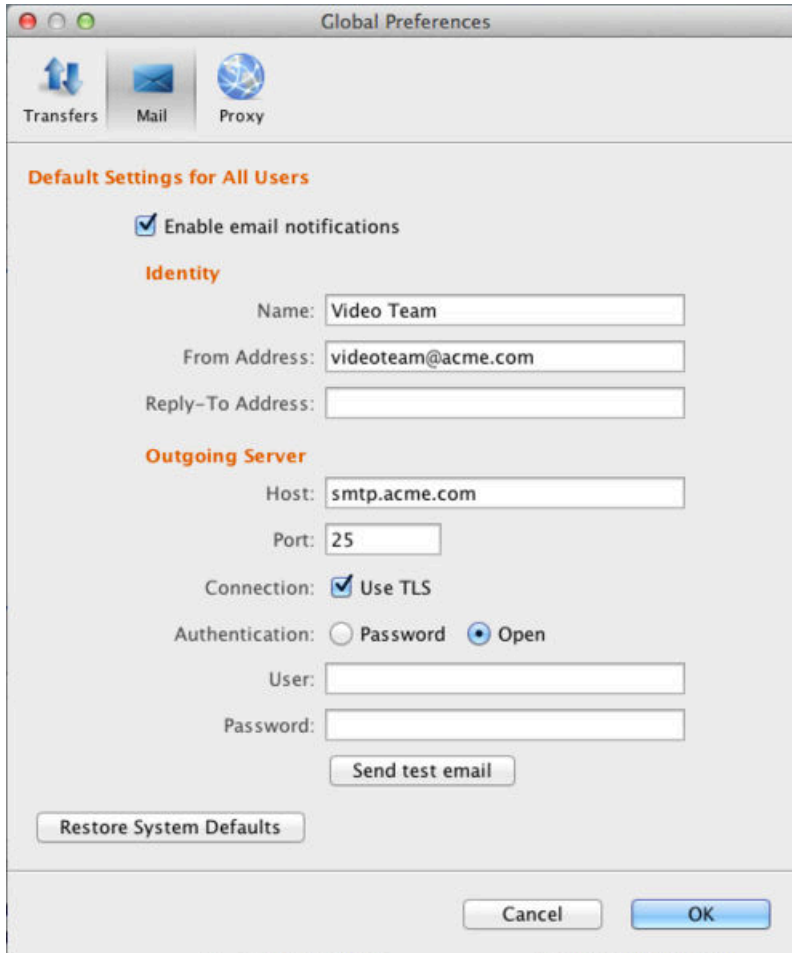 Global Preferences
Transfers Mail Proxy
Default Settings for All Users
Enable email notifications
Identity
Name: Video Team
From Address: videoteam@acme.com
Reply-To Address:
Outgoing Server
Host: smtp.acme.com
Port: 25
Connection: Use TLS
Authentication: Password Open
User:
Password:
Send test email
Restore System Defaults
Cancel OK